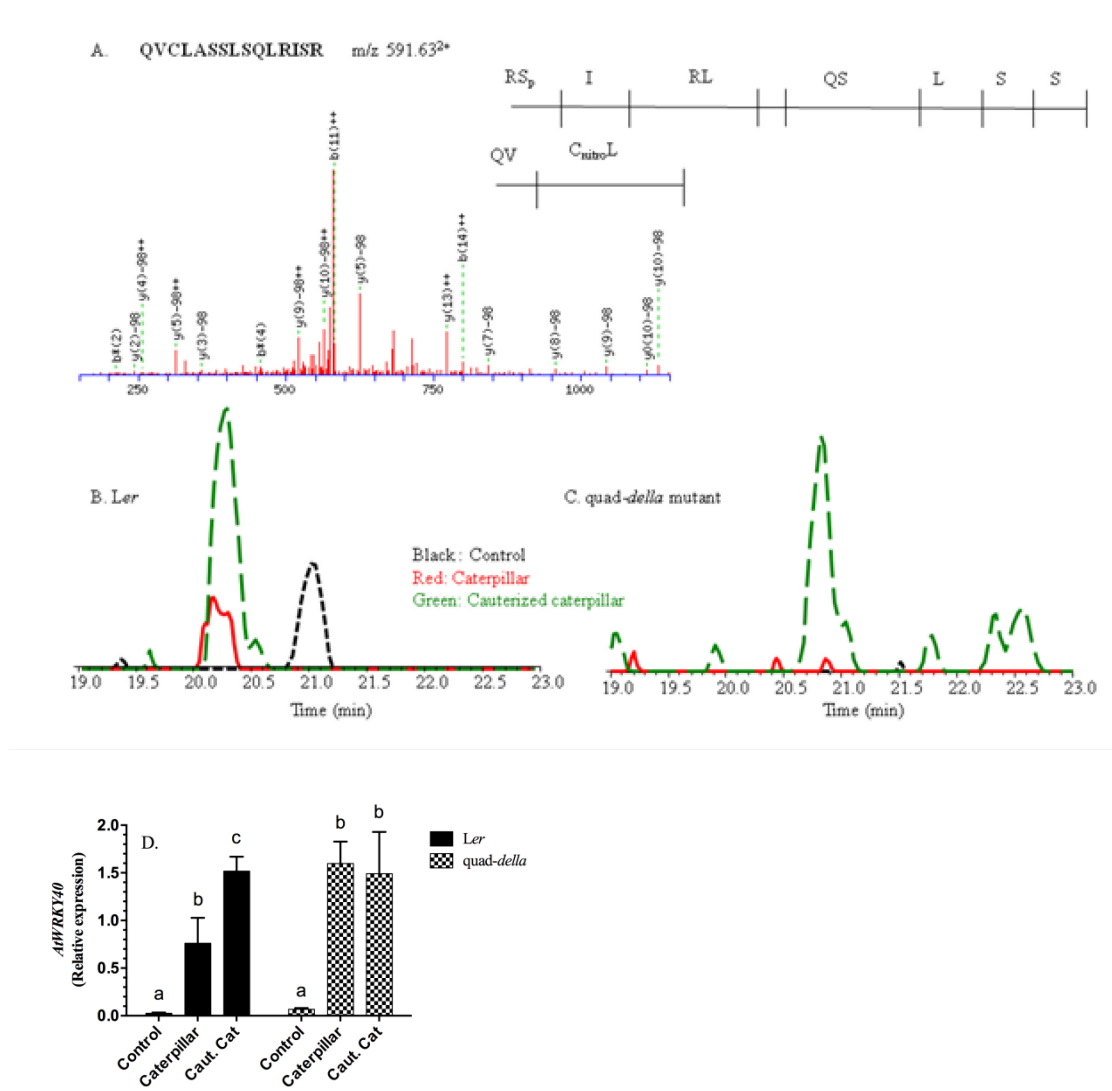 A. QVCLASSLSQLRISR m/z 591.63²⁺
RSp I RL QS L S S
QV CnitroL
b*(2)
y(2)-98
y(4)-98++
y(5)-98++
y(3)-98
b*(4)
y(9)-98++
y(10)-98++
b(11)++
y(5)-98
y(13)++
b(14)++
y(7)-98
y(8)-98
y(9)-98
y0(10)-98
y(10)-98
250 500 750 1000
B. Ler
C. quad-della mutant
Black: Control
Red: Caterpillar
Green: Cauterized caterpillar
19.0 19.5 20.0 20.5 21.0 21.5 22.0 22.5 23.0
Time (min)
19.0 19.5 20.0 20.5 21.0 21.5 22.0 22.5 23.0
Time (min)
D.
AtWRKY40
(Relative expression)
2.0
1.5
1.0
0.5
0.0
a b c a b b
Ler
quad-della
Control Caterpillar Caut. Cat Control Caterpillar Caut. Cat